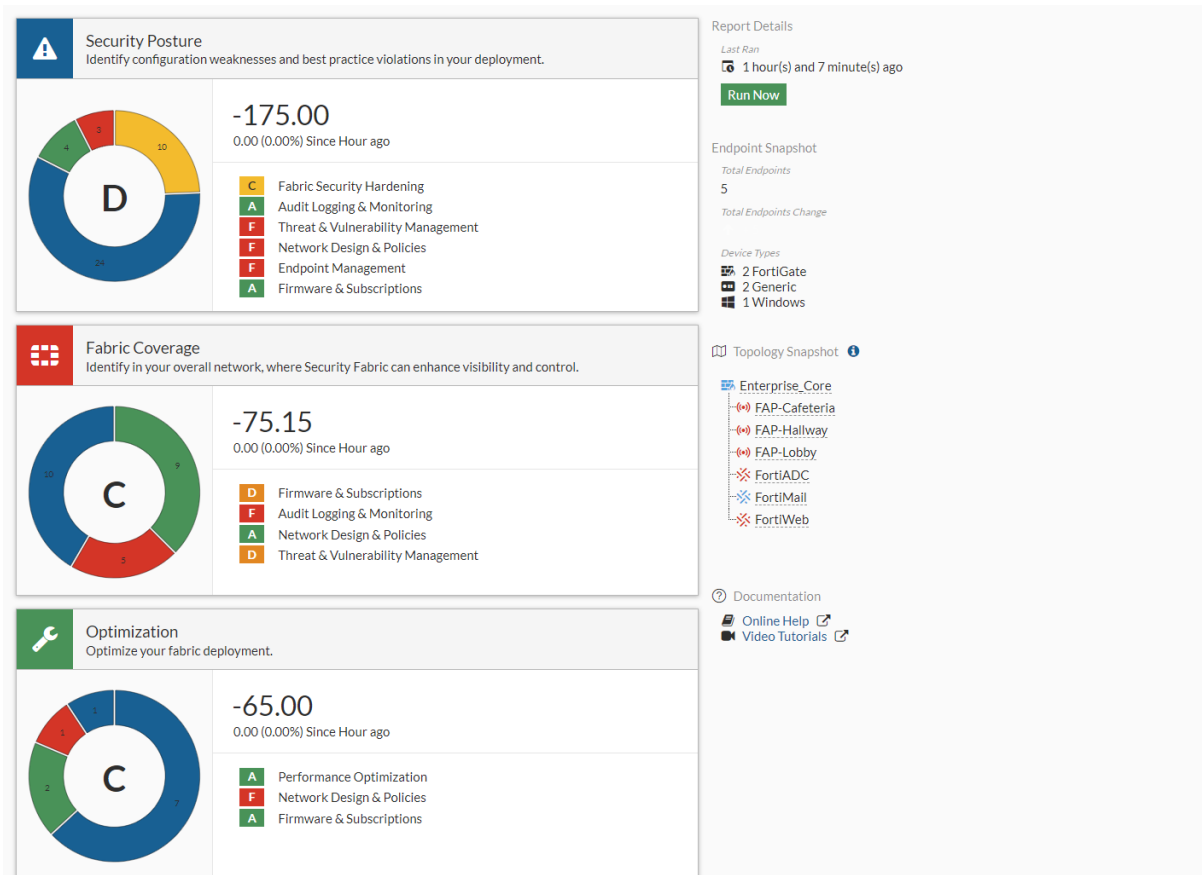 Security Posture
Identify configuration weaknesses and best practice violations in your deployment.
3
10
4
D
24
-175.00
0.00 (0.00%) Since Hour ago
C Fabric Security Hardening
A Audit Logging & Monitoring
F Threat & Vulnerability Management
F Network Design & Policies
F Endpoint Management
A Firmware & Subscriptions
Fabric Coverage
Identify in your overall network, where Security Fabric can enhance visibility and control.
10
9
C
5
-75.15
0.00 (0.00%) Since Hour ago
D Firmware & Subscriptions
F Audit Logging & Monitoring
A Network Design & Policies
D Threat & Vulnerability Management
Optimization
Optimize your fabric deployment.
1
1
C
2
7
-65.00
0.00 (0.00%) Since Hour ago
A Performance Optimization
F Network Design & Policies
A Firmware & Subscriptions
Report Details
Last Ran
1 hour(s) and 7 minute(s) ago
Run Now
Endpoint Snapshot
Total Endpoints
5
Total Endpoints Change
Device Types
2 FortiGate
2 Generic
1 Windows
Topology Snapshot
Enterprise_Core
FAP-Cafeteria
FAP-Hallway
FAP-Lobby
FortiADC
FortiMail
FortiWeb
Documentation
Online Help
Video Tutorials